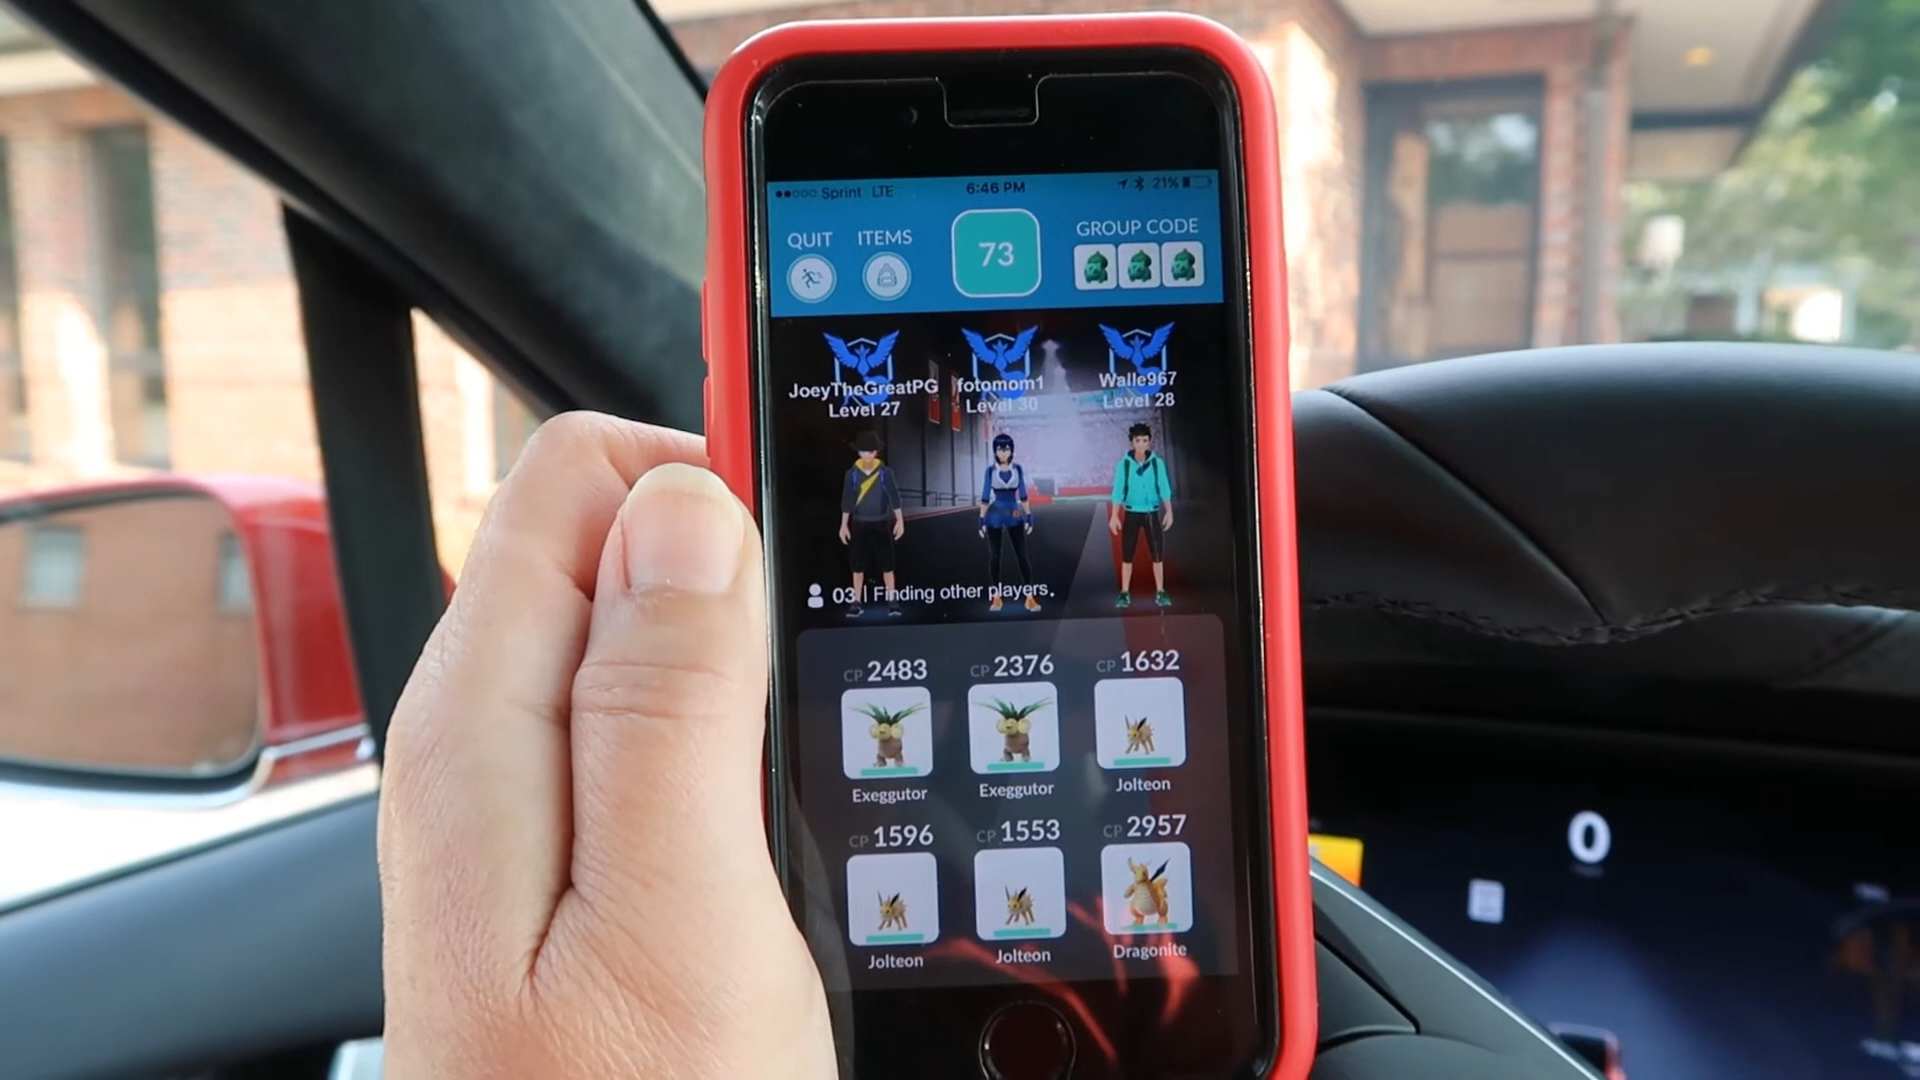 Sprint LTE 6:46 PM 21%
QUIT ITEMS 73 GROUP CODE
JoeyTheGreatPG fotomom1 Walle967
Level 27 Level 30 Level 28
03 | Finding other players.
CP 2483 CP 2376 CP 1632
Exeggutor Exeggutor Jolteon
CP 1596 CP 1553 CP 2957
Jolteon Jolteon Dragonite
0